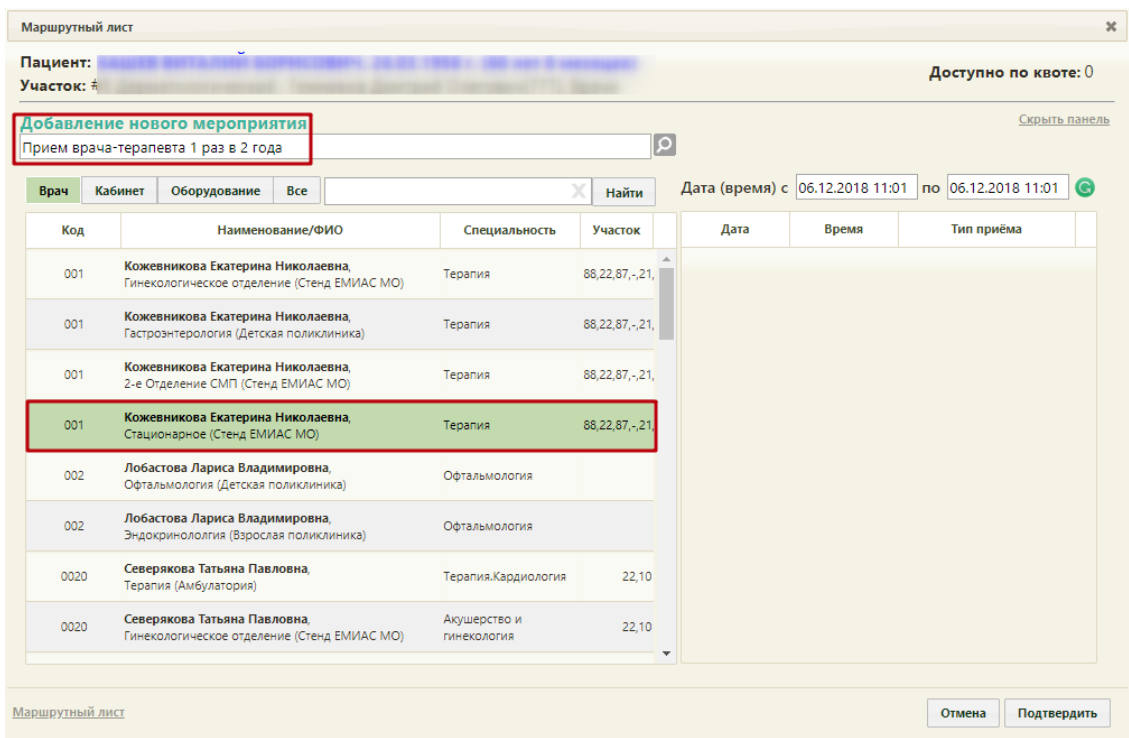 Маршрутный лист
Пациент:
Участок: #
Доступно по квоте: 0
Добавление нового мероприятия
Скрыть панель
Прием врача-терапевта 1 раз в 2 года
Врач Кабинет Оборудование Все Найти Дата (время) с 06.12.2018 11:01 по 06.12.2018 11:01
Код Наименование/ФИО Специальность Участок Дата Время Тип приёма
001 Кожевникова Екатерина Николаевна, Терапия 88,22,87,-,21,
Гинекологическое отделение (Стенд ЕМИАС МО)
001 Кожевникова Екатерина Николаевна, Терапия 88,22,87,-,21,
Гастроэнтерология (Детская поликлиника)
001 Кожевникова Екатерина Николаевна, Терапия 88,22,87,-,21,
2-е Отделение СМП (Стенд ЕМИАС МО)
001 Кожевникова Екатерина Николаевна, Терапия 88,22,87,-,21,
Стационарное (Стенд ЕМИАС МО)
002 Лобастова Лариса Владимировна, Офтальмология
Офтальмология (Детская поликлиника)
002 Лобастова Лариса Владимировна, Офтальмология
Эндокринололгия (Взрослая поликлиника)
0020 Северякова Татьяна Павловна, Терапия.Кардиология 22,10
Терапия (Амбулатория)
0020 Северякова Татьяна Павловна, Акушерство и гинекология 22,10
Гинекологическое отделение (Стенд ЕМИАС МО)
Маршрутный лист
Отмена Подтвердить